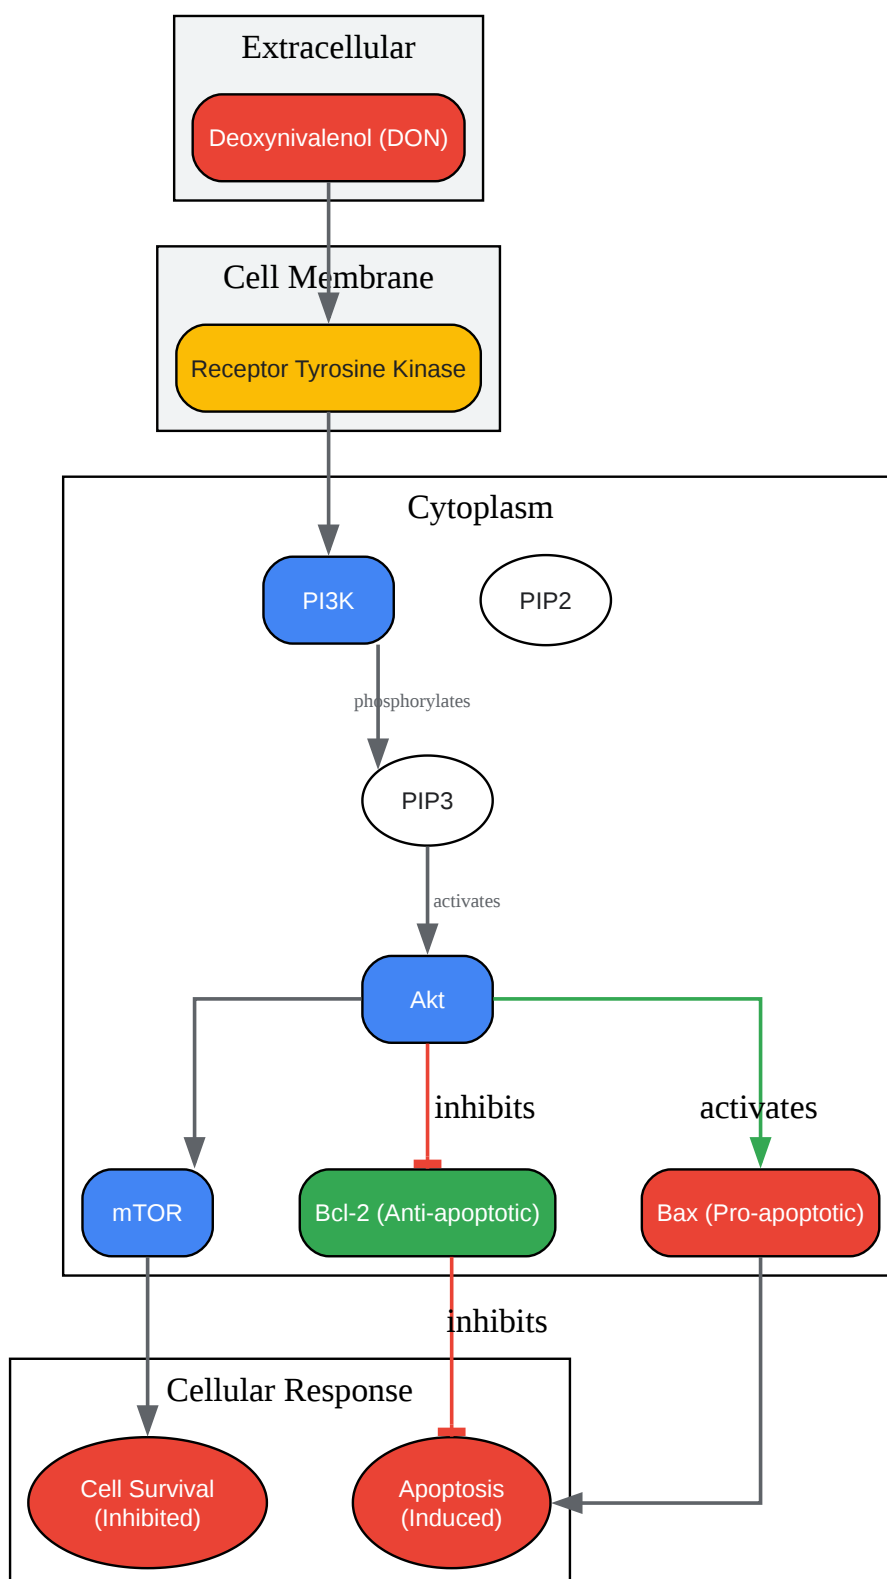 Extracellular
Deoxynivalenol (DON)
Cell Membrane
Receptor Tyrosine Kinase
Cytoplasm
PI3K
PIP2
phosphorylates
PIP3
activates
Akt
inhibits
activates
mTOR
Bcl-2 (Anti-apoptotic)
Bax (Pro-apoptotic)
inhibits
Cellular Response
Cell Survival
(Inhibited)
Apoptosis
(Induced)